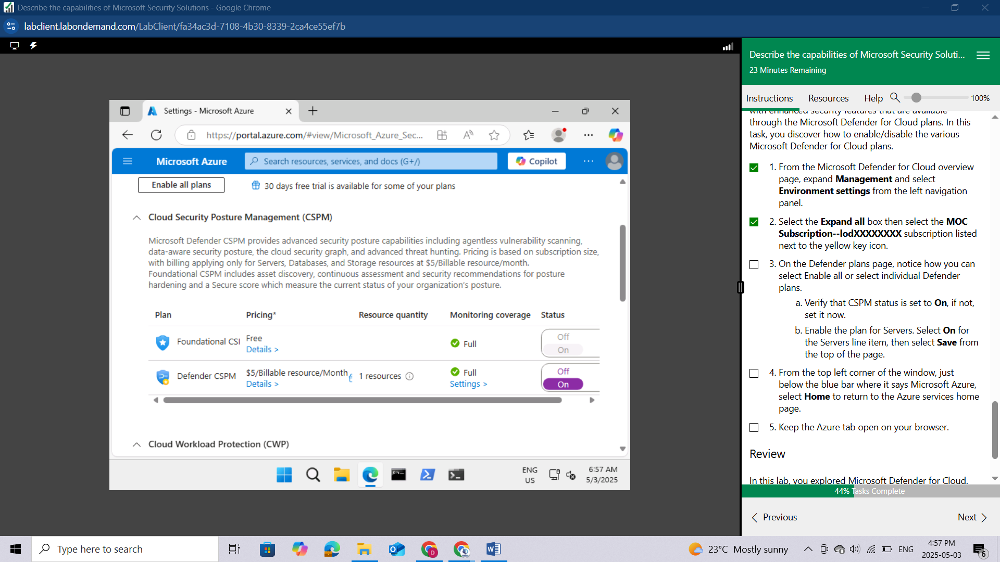 Describe the capabilities of Microsoft Security Solutions - Google Chrome
labclient.labondemand.com/LabClient/fa34ac3d-7108-4b30-8339-2ca4ce55ef7b
Settings - Microsoft Azure
https://portal.azure.com/#view/Microsoft_Azure_Sec...
Microsoft Azure
Search resources, services, and docs (G+/)
Copilot
Enable all plans
30 days free trial is available for some of your plans
Cloud Security Posture Management (CSPM)
Microsoft Defender CSPM provides advanced security posture capabilities including agentless vulnerability scanning,
data-aware security posture, the cloud security graph, and advanced threat hunting. Pricing is based on subscription size,
with billing applying only for Servers, Databases, and Storage resources at $5/Billable resource/month.
Foundational CSPM includes asset discovery, continuous assessment and security recommendations for posture
hardening and a Secure score which measure the current status of your organization's posture.
Plan Pricing* Resource quantity Monitoring coverage Status
Foundational CSI Free Full Off
Details > On
Defender CSPM $5/Billable resource/Month 1 resources Full Off
Details > Settings > On
Cloud Workload Protection (CWP)
ENG
US
6:57 AM
5/3/2025
Describe the capabilities of Microsoft Security Soluti...
23 Minutes Remaining
Instructions Resources Help 100%
with enhanced security features that are available
through the Microsoft Defender for Cloud plans. In this
task, you discover how to enable/disable the various
Microsoft Defender for Cloud plans.
1. From the Microsoft Defender for Cloud overview
page, expand Management and select
Environment settings from the left navigation
panel.
2. Select the Expand all box then select the MOC
Subscription--lodXXXXXXXX subscription listed
next to the yellow key icon.
3. On the Defender plans page, notice how you can
select Enable all or select individual Defender
plans.
a. Verify that CSPM status is set to On, if not,
set it now.
b. Enable the plan for Servers. Select On for
the Servers line item, then select Save from
the top of the page.
4. From the top left corner of the window, just
below the blue bar where it says Microsoft Azure,
select Home to return to the Azure services home
page.
5. Keep the Azure tab open on your browser.
Review
In this lab, you explored Microsoft Defender for Cloud.
44% Tasks Complete
Previous Next
Type here to search
23°C Mostly sunny
ENG
4:57 PM
2025-05-03
6